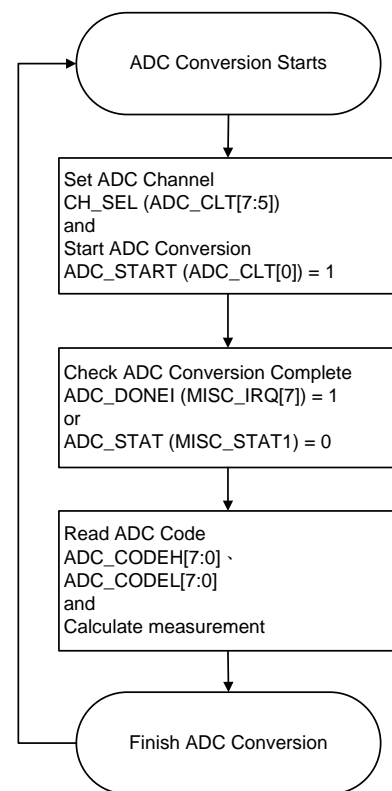 ADC Conversion Starts
Set ADC Channel
CH_SEL (ADC_CLT[7:5])
and
Start ADC Conversion
ADC_START (ADC_CLT[0]) = 1
Check ADC Conversion Complete
ADC_DONEI (MISC_IRQ[7]) = 1
or
ADC_STAT (MISC_STAT1) = 0
Read ADC Code
ADC_CODEH[7:0]、
ADC_CODEL[7:0]
and
Calculate measurement
Finish ADC Conversion